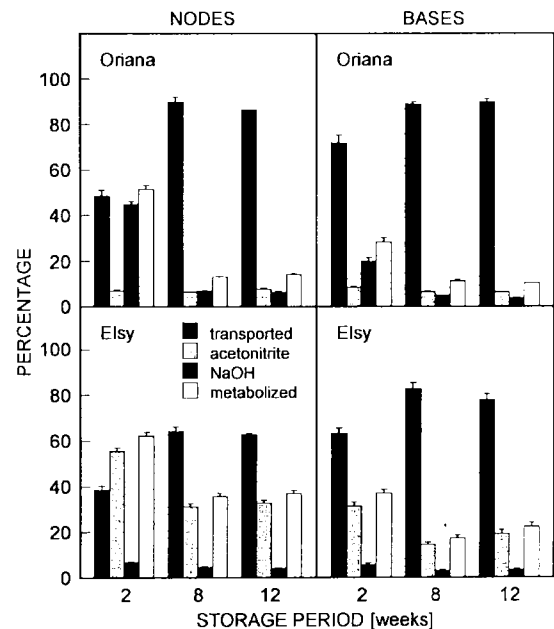 NODES BASES
Oriana Oriana
100
80
60
40
20
0
PERCENTAGE
Elsy Elsy
transported
acetonitrite
NaOH
metabolized
80
60
40
20
0
2 8 12 2 8 12
STORAGE PERIOD [weeks]